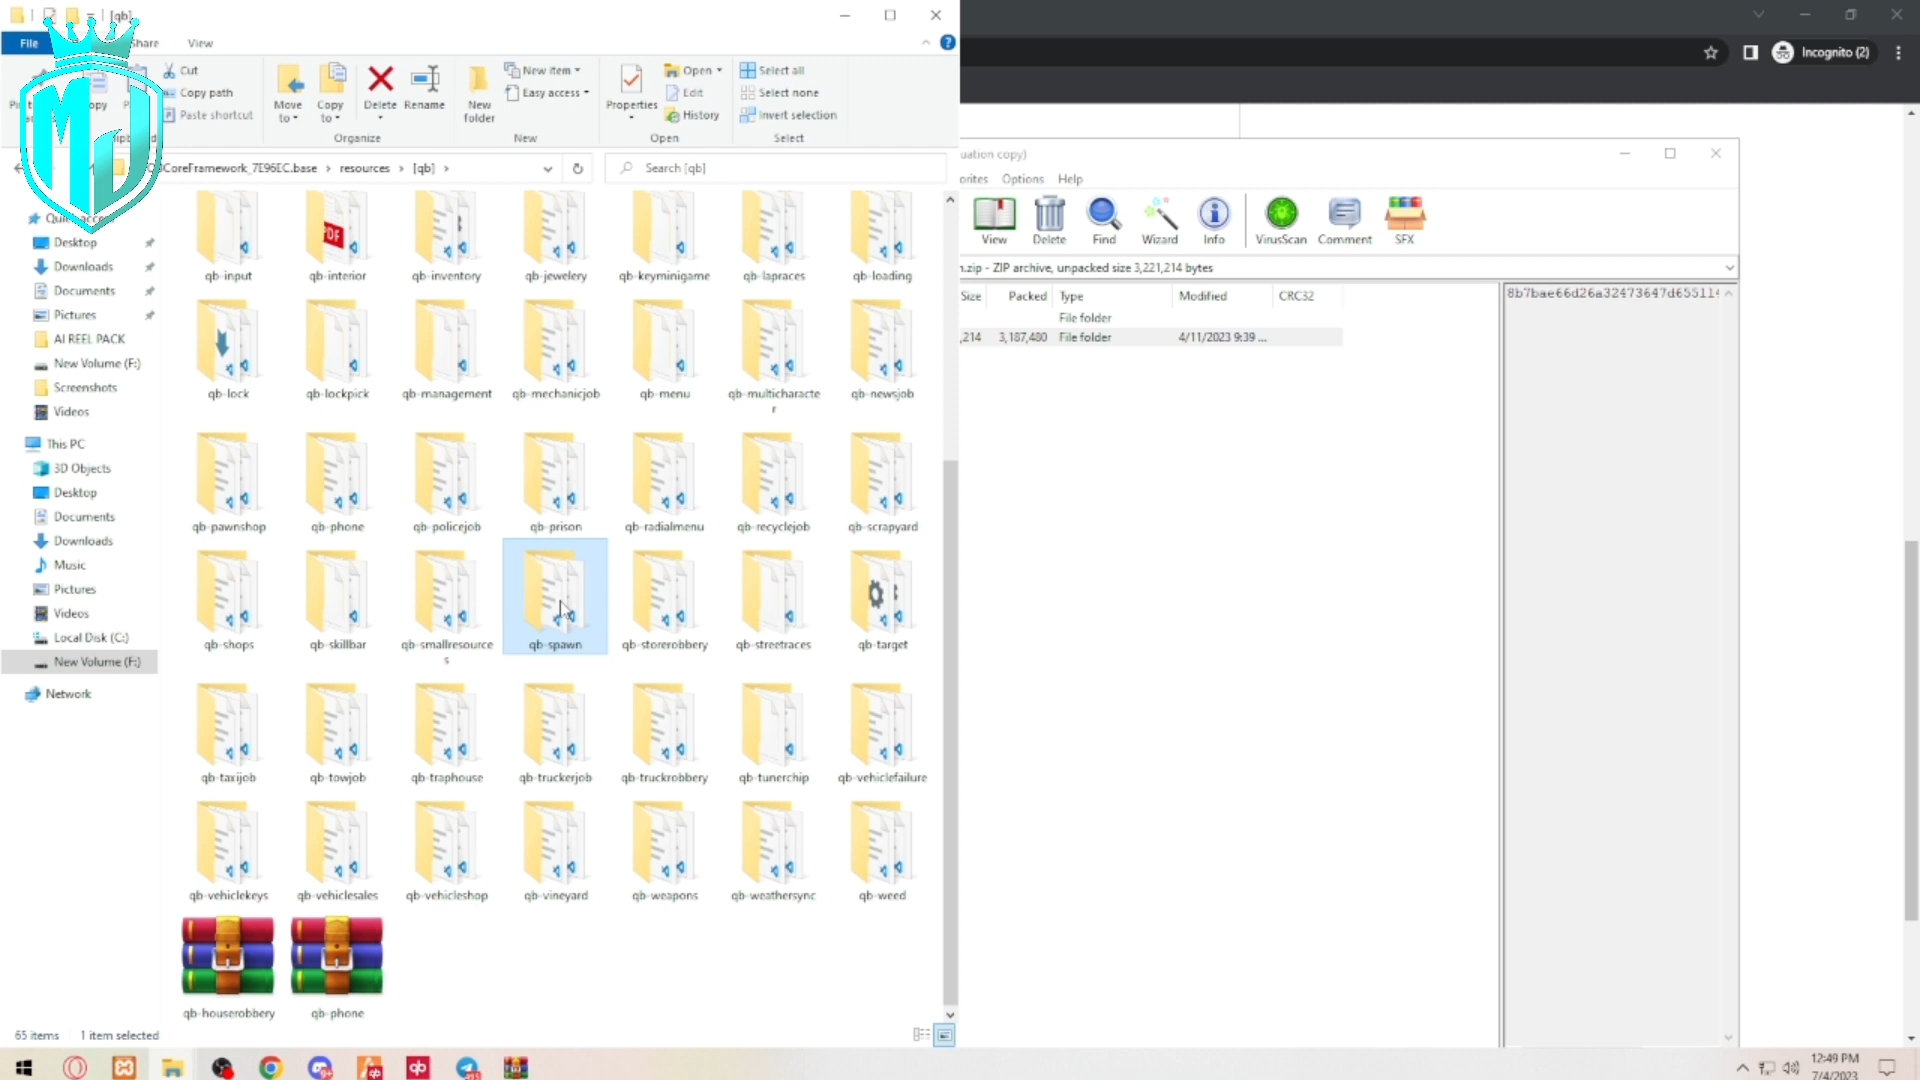 [qb]
File
Share
View
Cut
Copy path
Paste shortcut
Move to
Copy to
Delete
Rename
New folder
New item
Easy access
Properties
Open
Edit
History
Select all
Select none
Invert selection
Organize
New
Open
Select
CoreFramework_7E96EC.base › resources › [qb] ›
Search [qb]
Desktop
Downloads
Documents
Pictures
AI REEL PACK
New Volume (F:)
Screenshots
Videos
This PC
3D Objects
Desktop
Documents
Downloads
Music
Pictures
Videos
Local Disk (C:)
New Volume (F:)
Network
PDF
qb-input
qb-interior
qb-inventory
qb-jewelery
qb-keyminigame
qb-lapraces
qb-loading
qb-lock
qb-lockpick
qb-management
qb-mechanicjob
qb-menu
qb-multicharacter
qb-newsjob
qb-pawnshop
qb-phone
qb-policejob
qb-prison
qb-radialmenu
qb-recyclejob
qb-scrapyard
qb-shops
qb-skillbar
qb-smallresources
qb-spawn
qb-storerobbery
qb-streetraces
qb-target
qb-taxijob
qb-towjob
qb-traphouse
qb-truckerjob
qb-truckrobbery
qb-tunerchip
qb-vehiclefailure
qb-vehiclekeys
qb-vehiclesales
qb-vehicleshop
qb-vineyard
qb-weapons
qb-weathersync
qb-weed
qb-houserobbery
qb-phone
65 items
1 item selected
Incognito (2)
uation copy)
orites
Options
Help
View
Delete
Find
Wizard
Info
VirusScan
Comment
SFX
.zip - ZIP archive, unpacked size 3,221,214 bytes
Size
Packed
Type
Modified
CRC32
File folder
,214
3,187,480
File folder
4/11/2023 9:39 ...
8b7bae66d26a32473647d65511
12:49 PM
7/4/2023